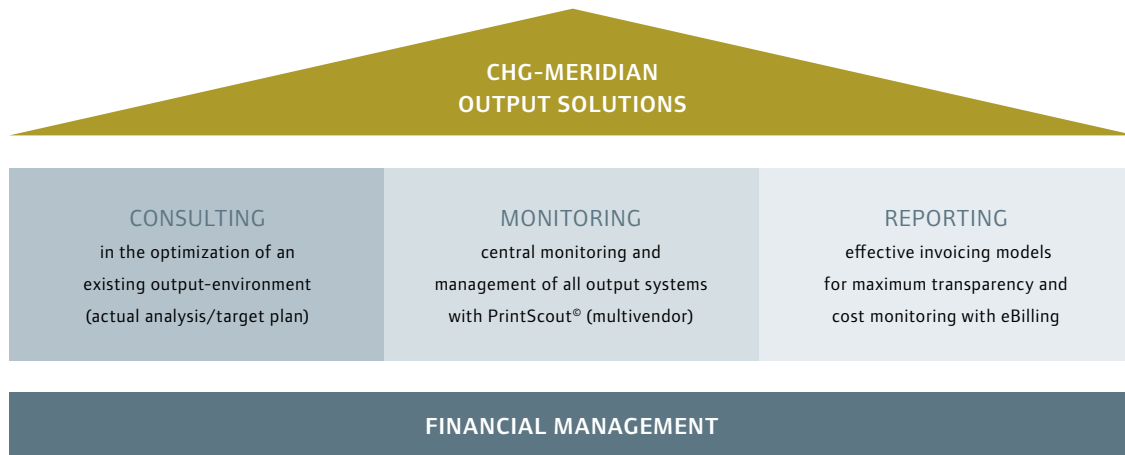 CHG-MERIDIAN
OUTPUT SOLUTIONS
CONSULTING
in the optimization of an
existing output-environment
(actual analysis/target plan)
MONITORING
central monitoring and
management of all output systems
with PrintScout© (multivendor)
REPORTING
effective invoicing models
for maximum transparency and
cost monitoring with eBilling
FINANCIAL MANAGEMENT